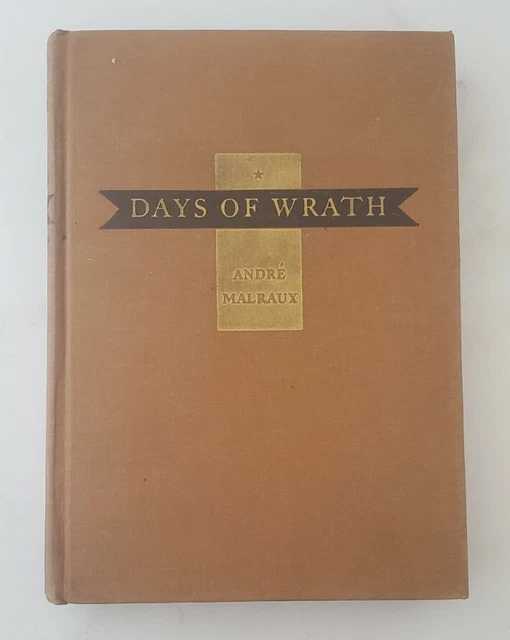 DAYS OF WRATH
ANDRÉ
MALRAUX